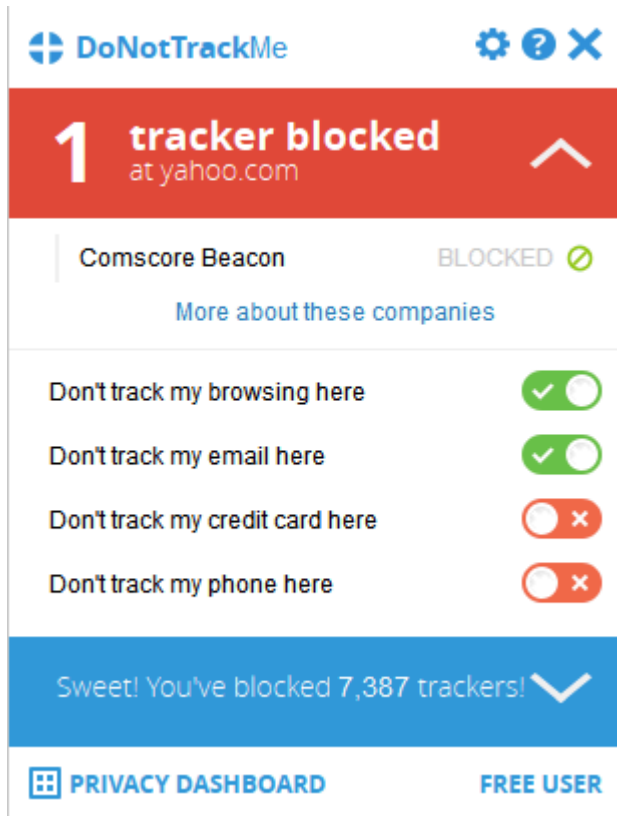 DoNotTrackMe
1 tracker blocked
at yahoo.com
Comscore Beacon BLOCKED
More about these companies
Don't track my browsing here
Don't track my email here
Don't track my credit card here
Don't track my phone here
Sweet! You've blocked 7,387 trackers!
PRIVACY DASHBOARD FREE USER